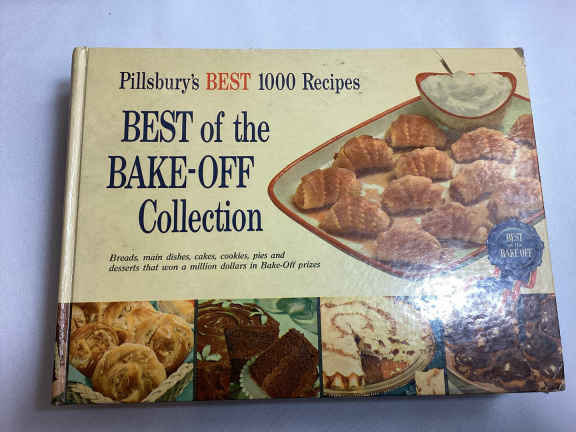 Pillsbury's BEST 1000 Recipes
BEST of the
BAKE-OFF
Collection
Breads, main dishes, cakes, cookies, pies and
desserts that won a million dollars in Bake-Off prizes
BEST
of the
BAKE-OFF